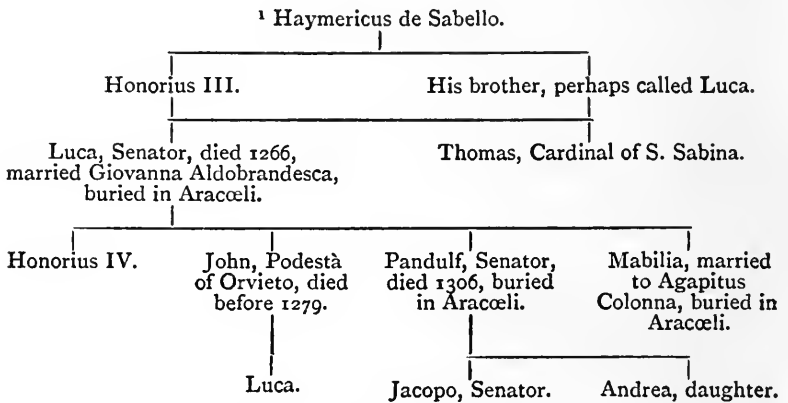 ¹ Haymericus de Sabello.
Honorius III.
His brother, perhaps called Luca.
Luca, Senator, died 1266,
married Giovanna Aldobrandesca,
buried in Aracœli.
Thomas, Cardinal of S. Sabina.
Honorius IV.
John, Podestà
of Orvieto, died
before 1279.
Pandulf, Senator,
died 1306, buried
in Aracœli.
Mabilia, married
to Agapitus
Colonna, buried in
Aracœli.
Luca.
Jacopo, Senator.
Andrea, daughter.